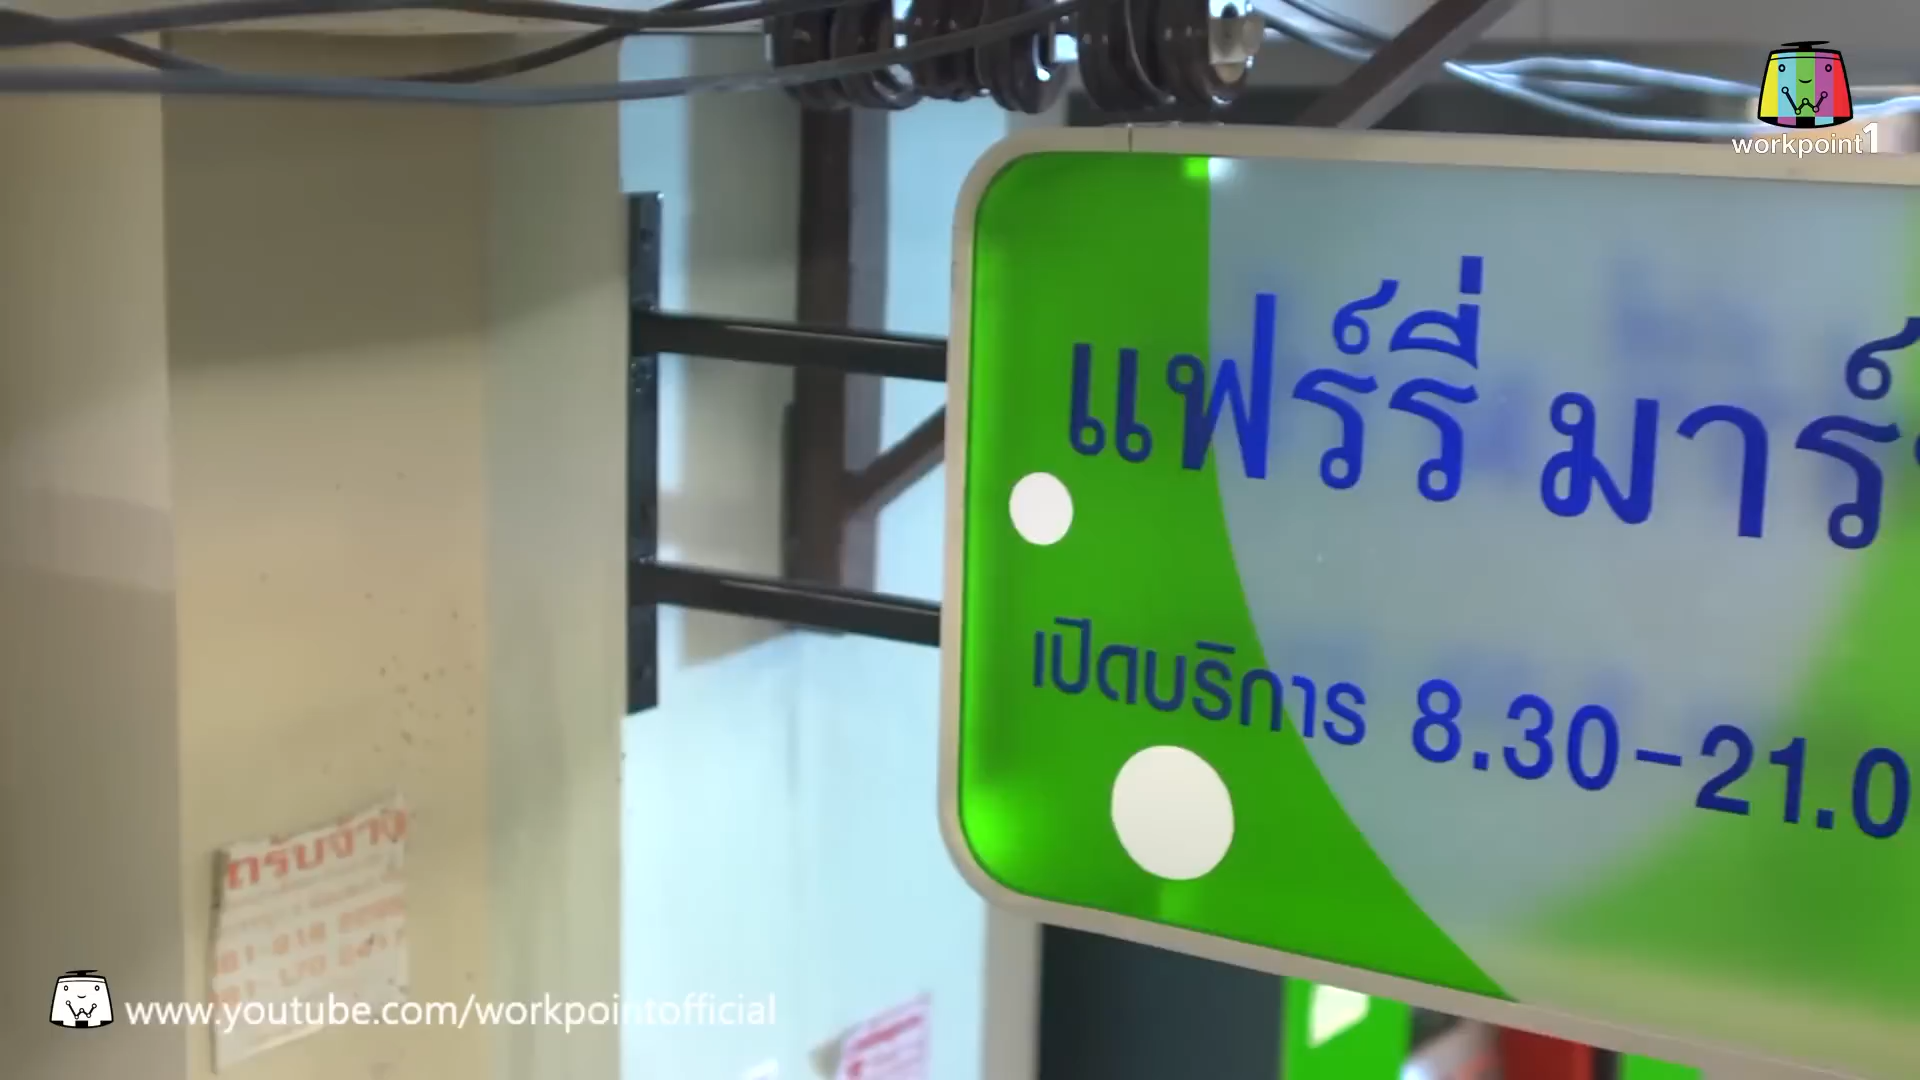 workpoint1
แฟร์รี่ มาร์
เปิดบริการ 8.30-21.0
www.youtube.com/workpointofficial